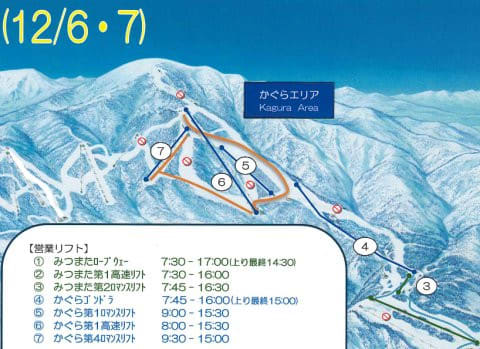 (12/6・7)
かぐらエリア
Kagura Area
⑦
⑤
⑥
④
③
【営業リフト】
① みつまたロープウェー 7:30 - 17:00(上り最終14:30)
② みつまた第1高速リフト 7:30 - 16:00
③ みつまた第2ロマンスリフト 7:45 - 16:30
④ かぐらゴンドラ 7:45 - 16:00(上り最終15:00)
⑤ かぐら第1ロマンスリフト 9:00 - 15:30
⑥ かぐら第1高速リフト 8:00 - 15:30
⑦ かぐら第4ロマンスリフト 9:30 - 15:00